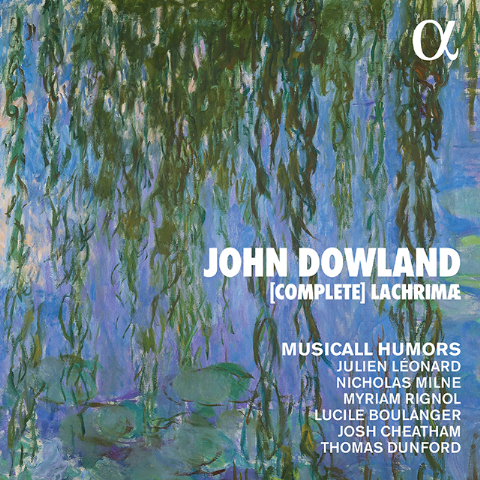 α
JOHN DOWLAND
[COMPLETE] LACHRIMÆ
MUSICALL HUMORS
JULIEN LÉONARD
NICHOLAS MILNE
MYRIAM RIGNOL
LUCILE BOULANGER
JOSH CHEATHAM
THOMAS DUNFORD